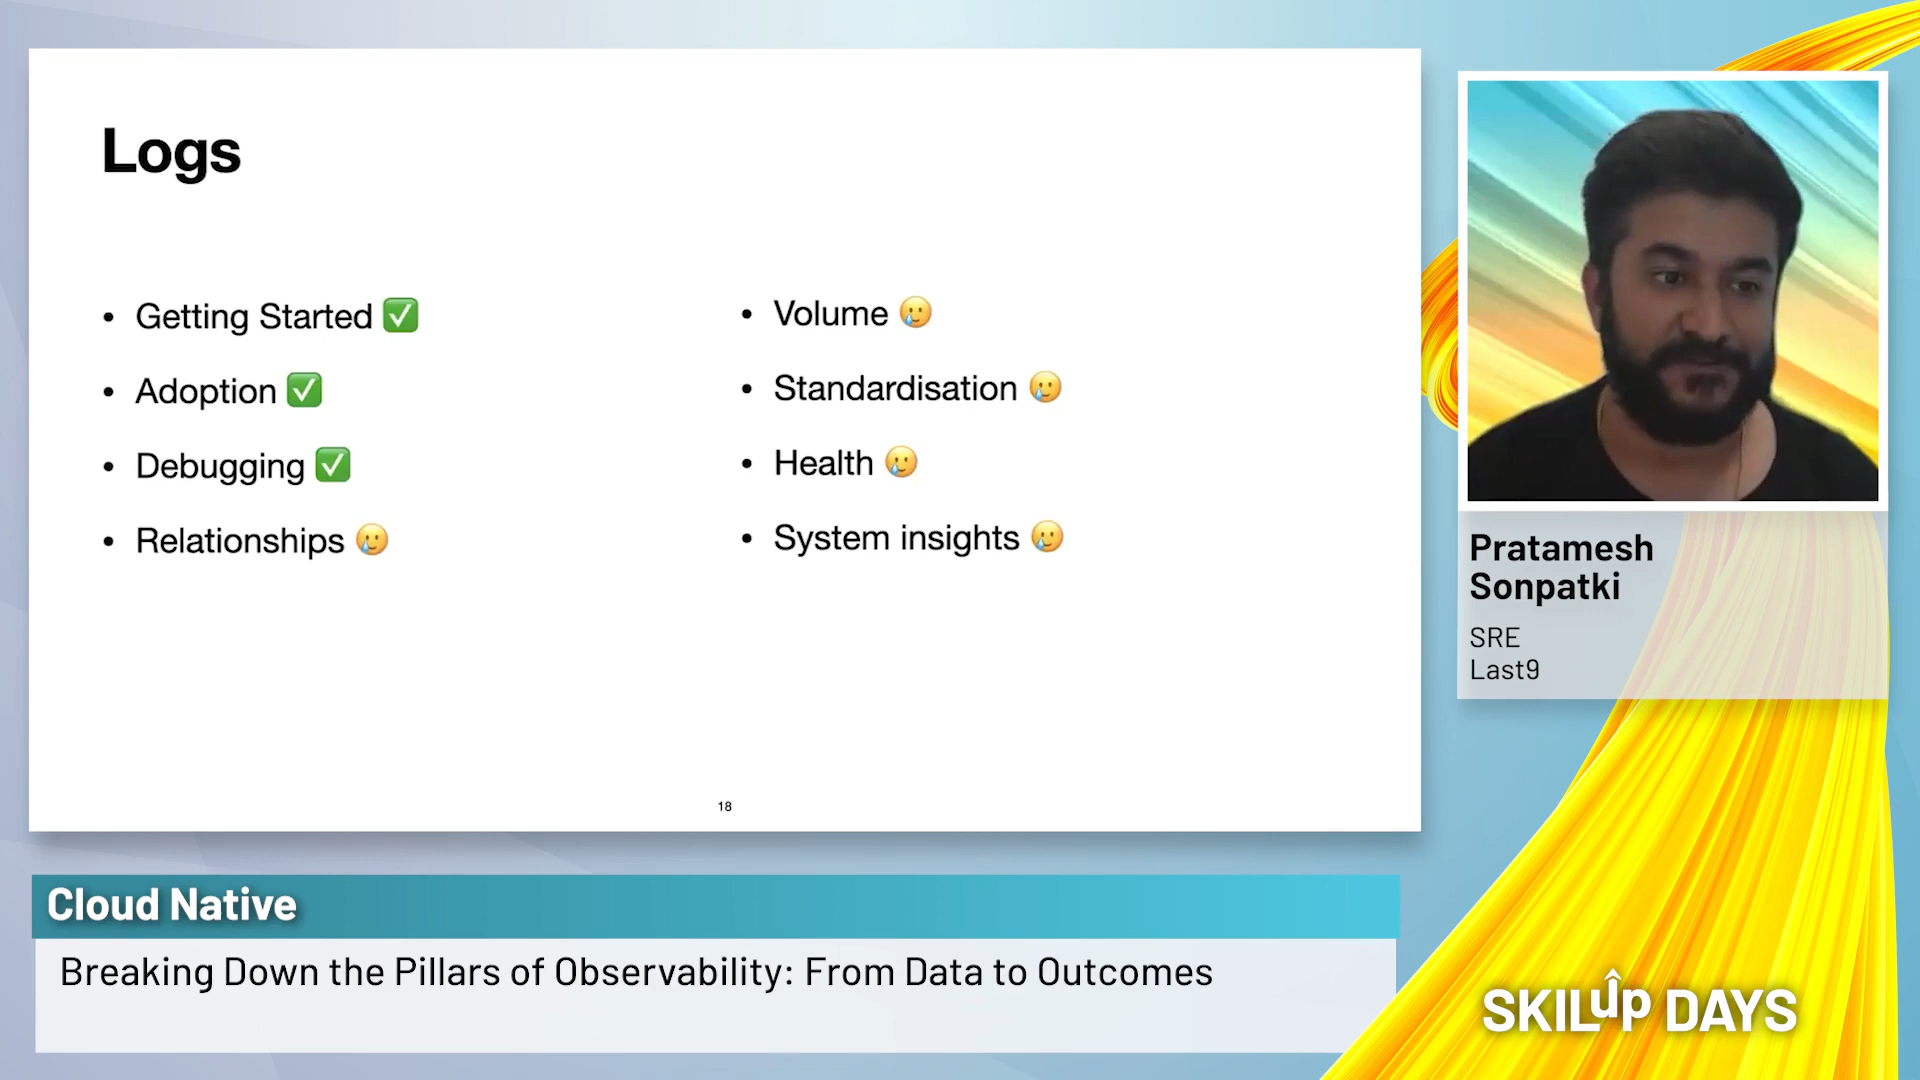 Logs
• Getting Started ✅
• Adoption ✅
• Debugging ✅
• Relationships 🥲
• Volume 🥲
• Standardisation 🥲
• Health 🥲
• System insights 🥲
18
Pratamesh
Sonpatki
SRE
Last9
Cloud Native
Breaking Down the Pillars of Observability: From Data to Outcomes
SKILup DAYS